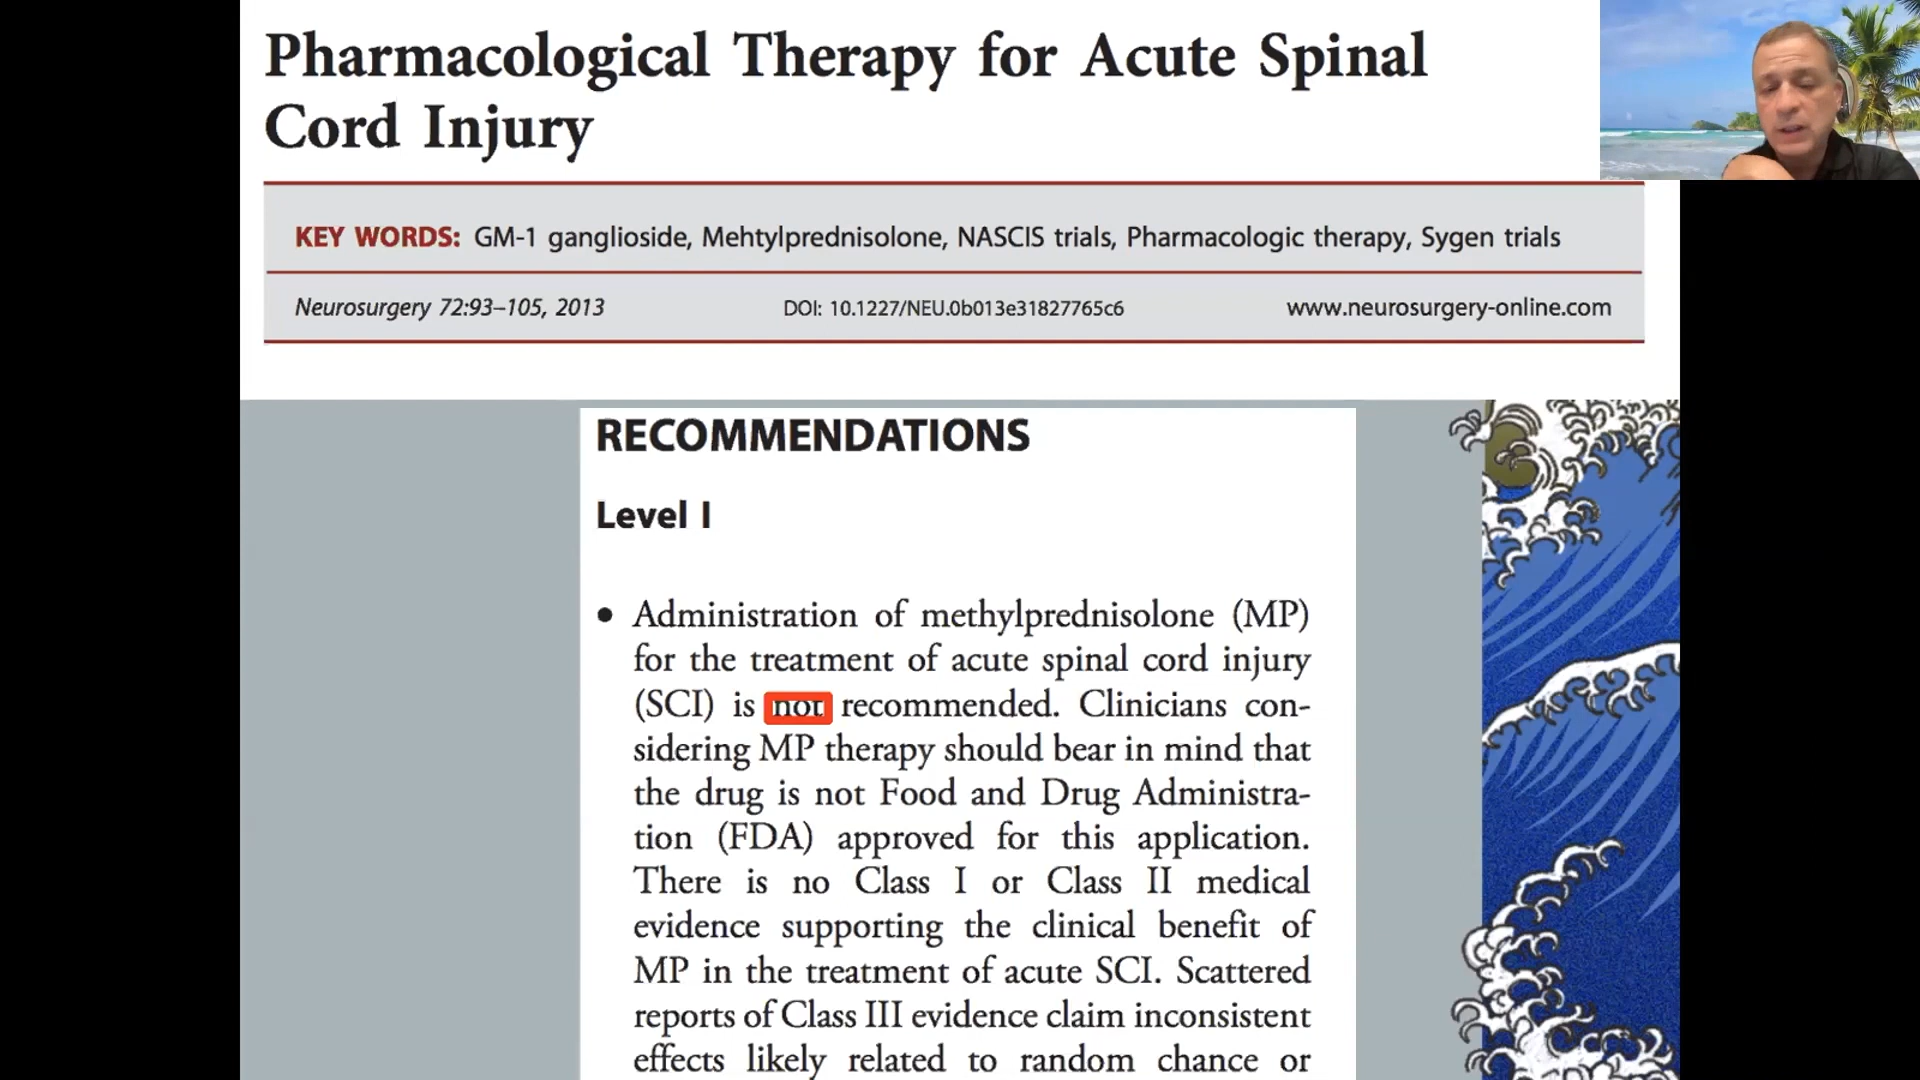 Pharmacological Therapy for Acute Spinal
Cord Injury
KEY WORDS: GM-1 ganglioside, Mehtylprednisolone, NASCIS trials, Pharmacologic therapy, Sygen trials
Neurosurgery 72:93–105, 2013 DOI: 10.1227/NEU.0b013e31827765c6 www.neurosurgery-online.com
RECOMMENDATIONS
Level I
• Administration of methylprednisolone (MP)
for the treatment of acute spinal cord injury
(SCI) is not recommended. Clinicians con-
sidering MP therapy should bear in mind that
the drug is not Food and Drug Administra-
tion (FDA) approved for this application.
There is no Class I or Class II medical
evidence supporting the clinical benefit of
MP in the treatment of acute SCI. Scattered
reports of Class III evidence claim inconsistent
effects likely related to random chance or